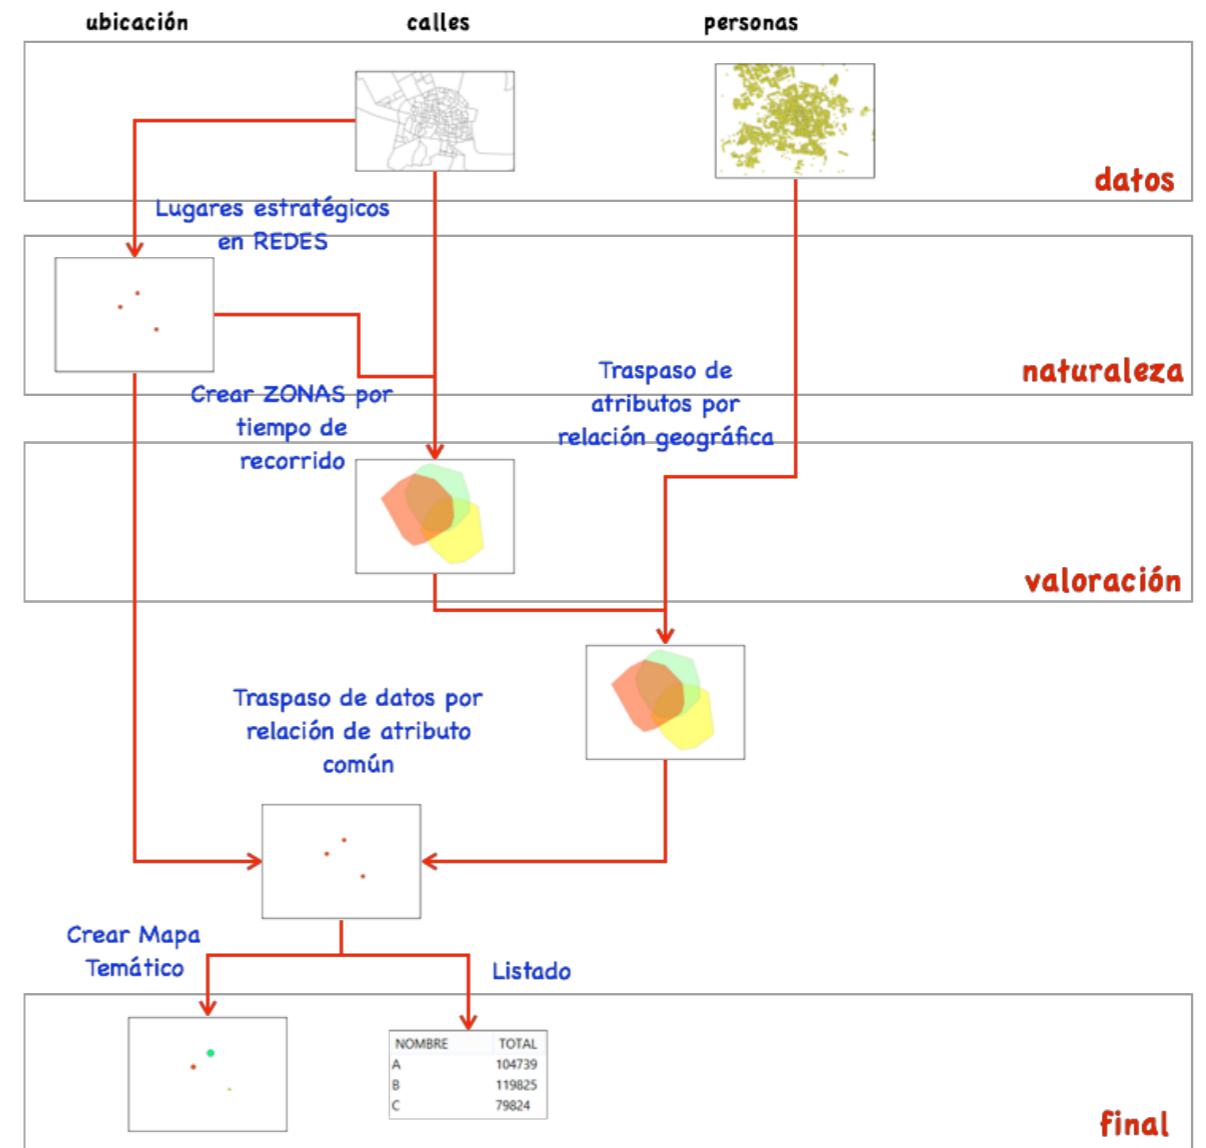 ubicación
calles
personas
datos
Lugares estratégicos
en REDES
naturaleza
Crear ZONAS por
tiempo de
recorrido
Traspaso de
atributos por
relación geográfica
valoración
Traspaso de datos por
relación de atributo
común
Crear Mapa
Temático
Listado
NOMBRE TOTAL
A 104739
B 119825
C 79824
final